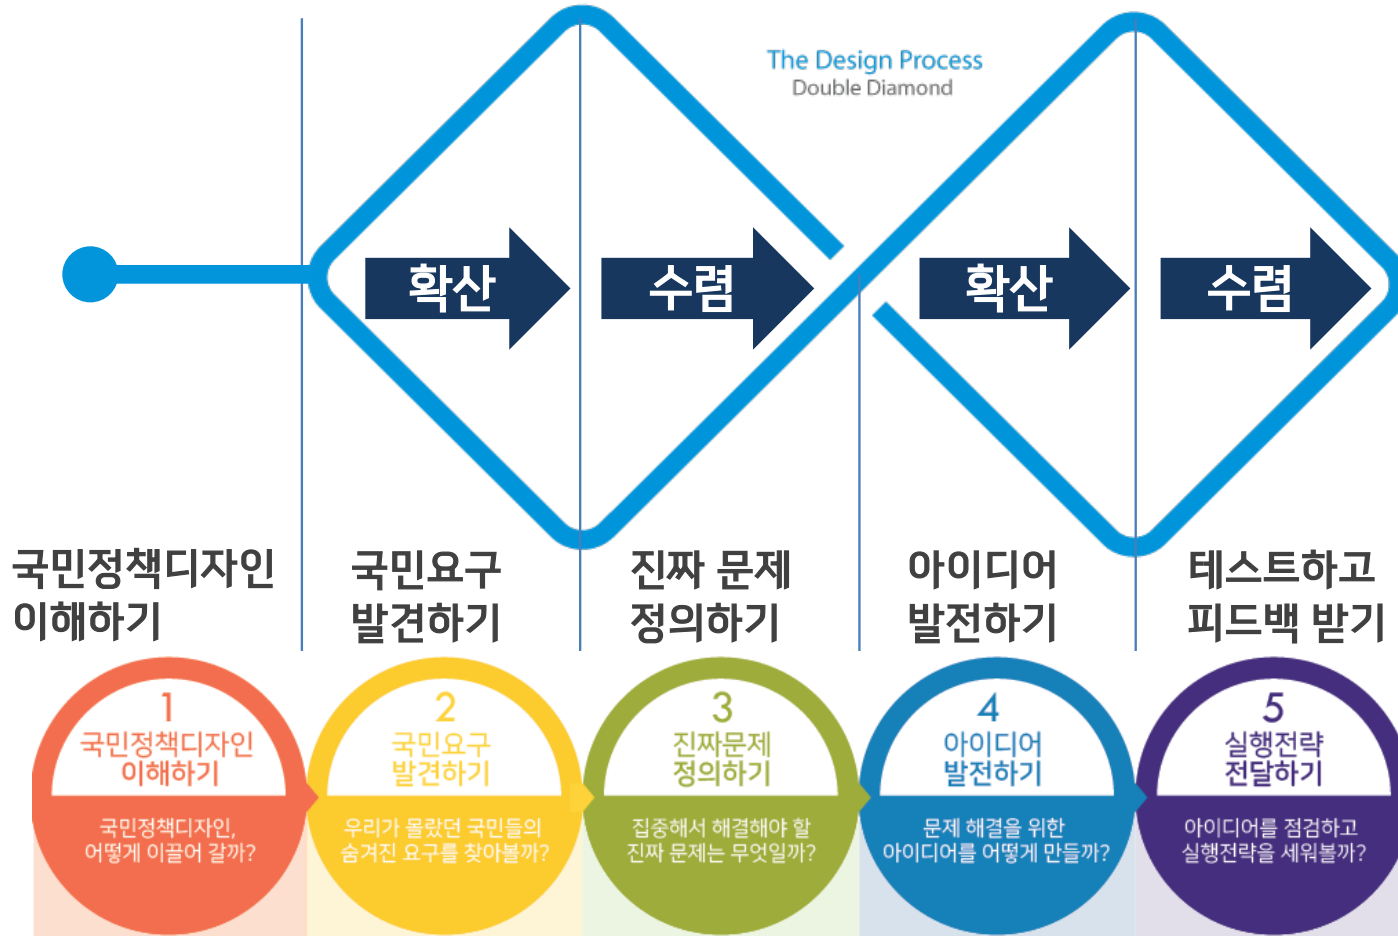 The Design Process
Double Diamond
확산
수렴
확산
수렴
국민정책디자인
이해하기
국민요구
발견하기
진짜 문제
정의하기
아이디어
발전하기
테스트하고
피드백 받기
1
국민정책디자인
이해하기
국민정책디자인,
어떻게 이끌어 갈까?
2
국민요구
발견하기
우리가 몰랐던 국민들의
숨겨진 요구를 찾아볼까?
3
진짜문제
정의하기
집중해서 해결해야 할
진짜 문제는 무엇일까?
4
아이디어
발전하기
문제 해결을 위한
아이디어를 어떻게 만들까?
5
실행전략
전달하기
아이디어를 점검하고
실행전략을 세워볼까?